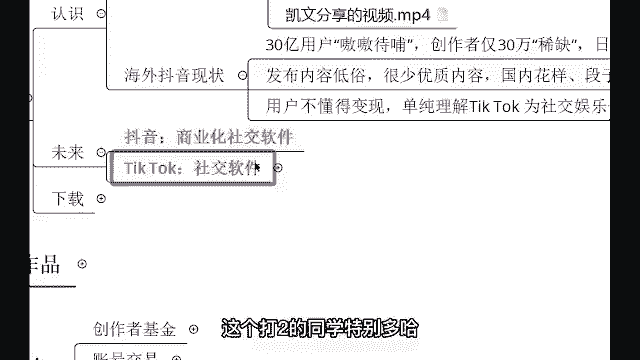 认识
凯文分享的视频.mp4
30亿用户“嗷嗷待哺”，创作者仅30万“稀缺”，日
海外抖音现状
发布内容低俗，很少优质内容，国内花样、段子
用户不懂得变现，单纯理解Tik Tok 为社交娱乐
抖音：商业化社交软件
未来
TikTok：社交软件
下载
作品
创作者基金
这个打2的同学特别多哈
账号交易